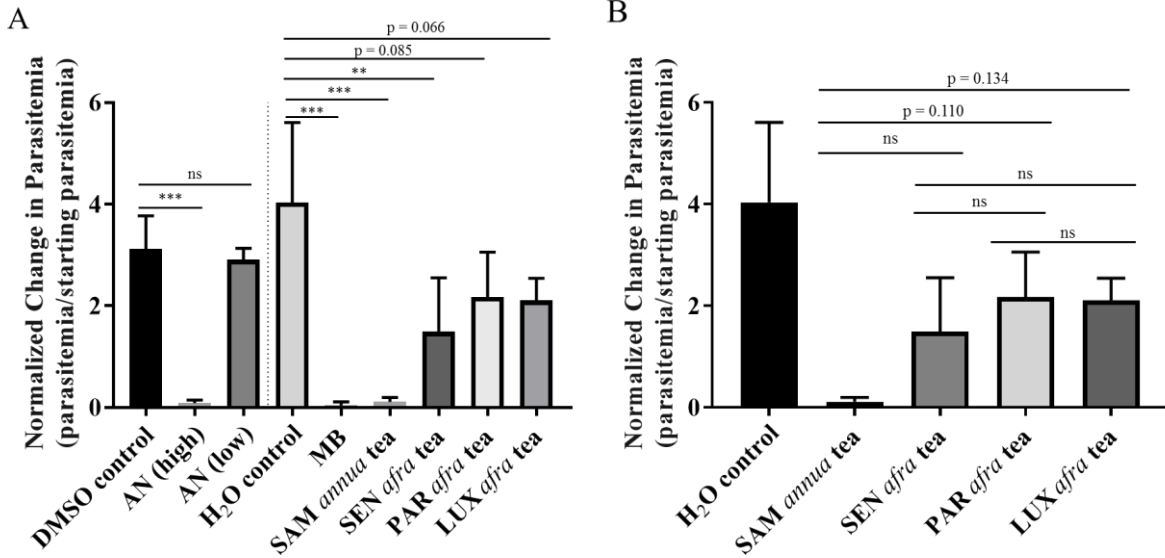 A
B
Normalized Change in Parasitemia
(parasitemia/starting parasitemia)
6
4
2
0
p = 0.066
p = 0.085
**
***
***
ns
***
DMSO control
AN (high)
AN (low)
H₂O control
MB
SAM annua tea
SEN afra tea
PAR afra tea
LUX afra tea
Normalized Change in Parasitemia
(parasitemia/starting parasitemia)
6
4
2
0
p = 0.134
p = 0.110
ns
ns
ns
ns
H₂O control
SAM annua tea
SEN afra tea
PAR afra tea
LUX afra tea